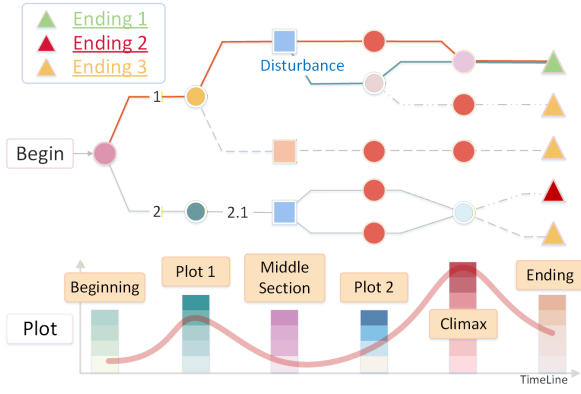 Ending 1
Ending 2
Ending 3
Disturbance
1
Begin
2
2.1
Beginning
Plot 1
Middle
Section
Plot 2
Climax
Ending
Plot
TimeLine